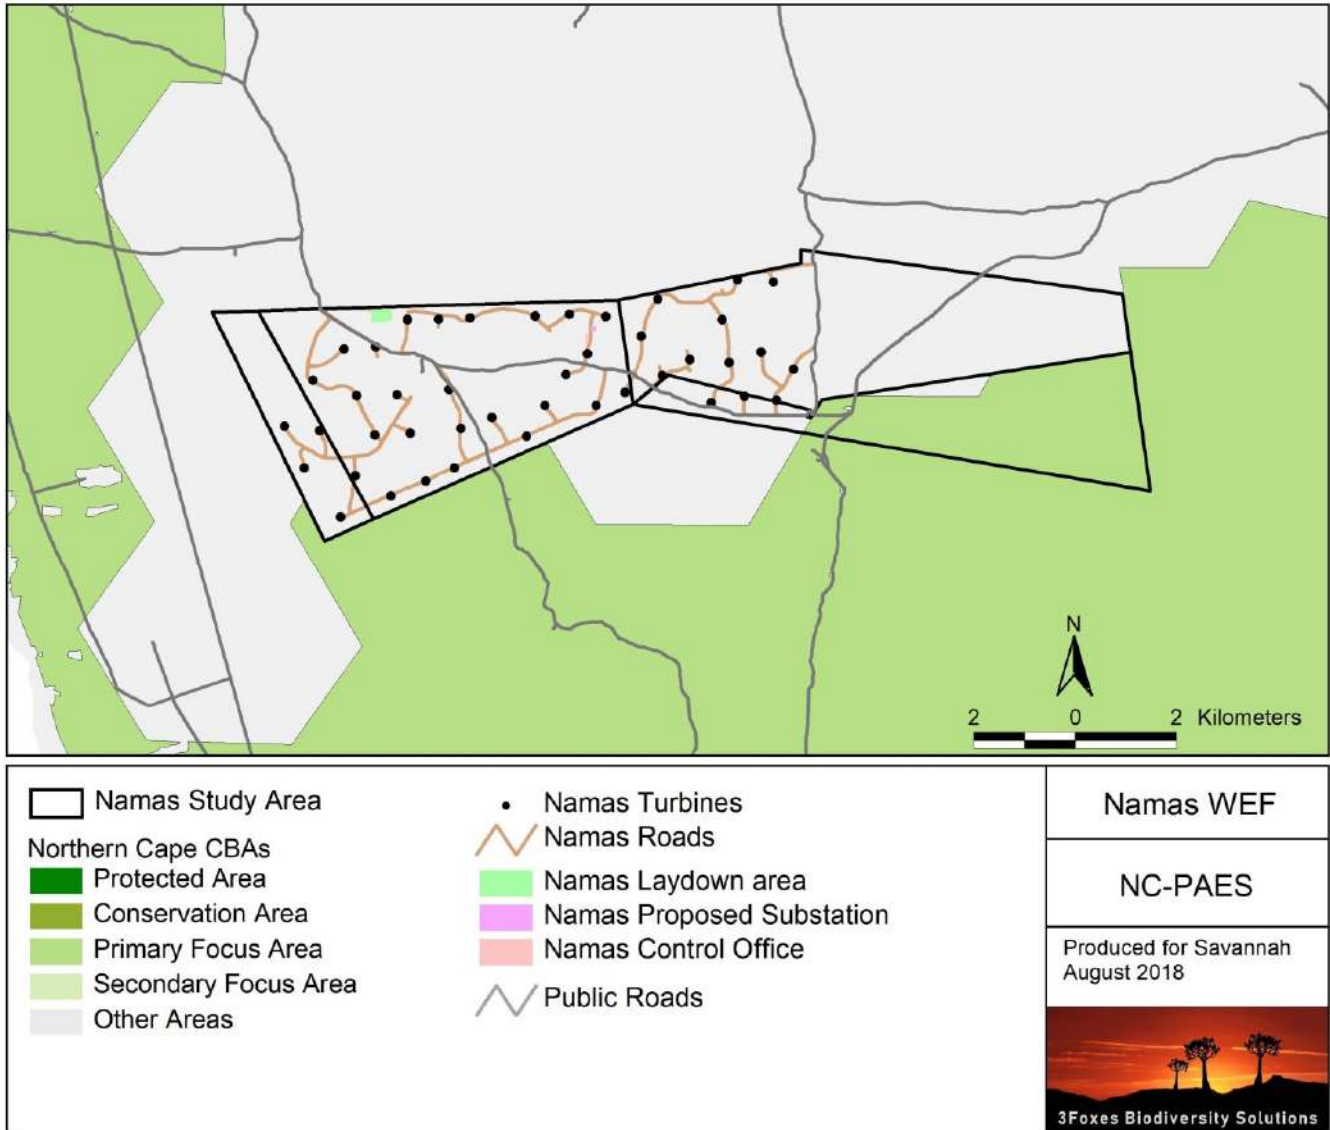 N
2 0 2 Kilometers
Namas Study Area
Northern Cape CBAs
Protected Area
Conservation Area
Primary Focus Area
Secondary Focus Area
Other Areas
Namas Turbines
Namas Roads
Namas Laydown area
Namas Proposed Substation
Namas Control Office
Public Roads
Namas WEF
NC-PAES
Produced for Savannah
August 2018
3Foxes Biodiversity Solutions